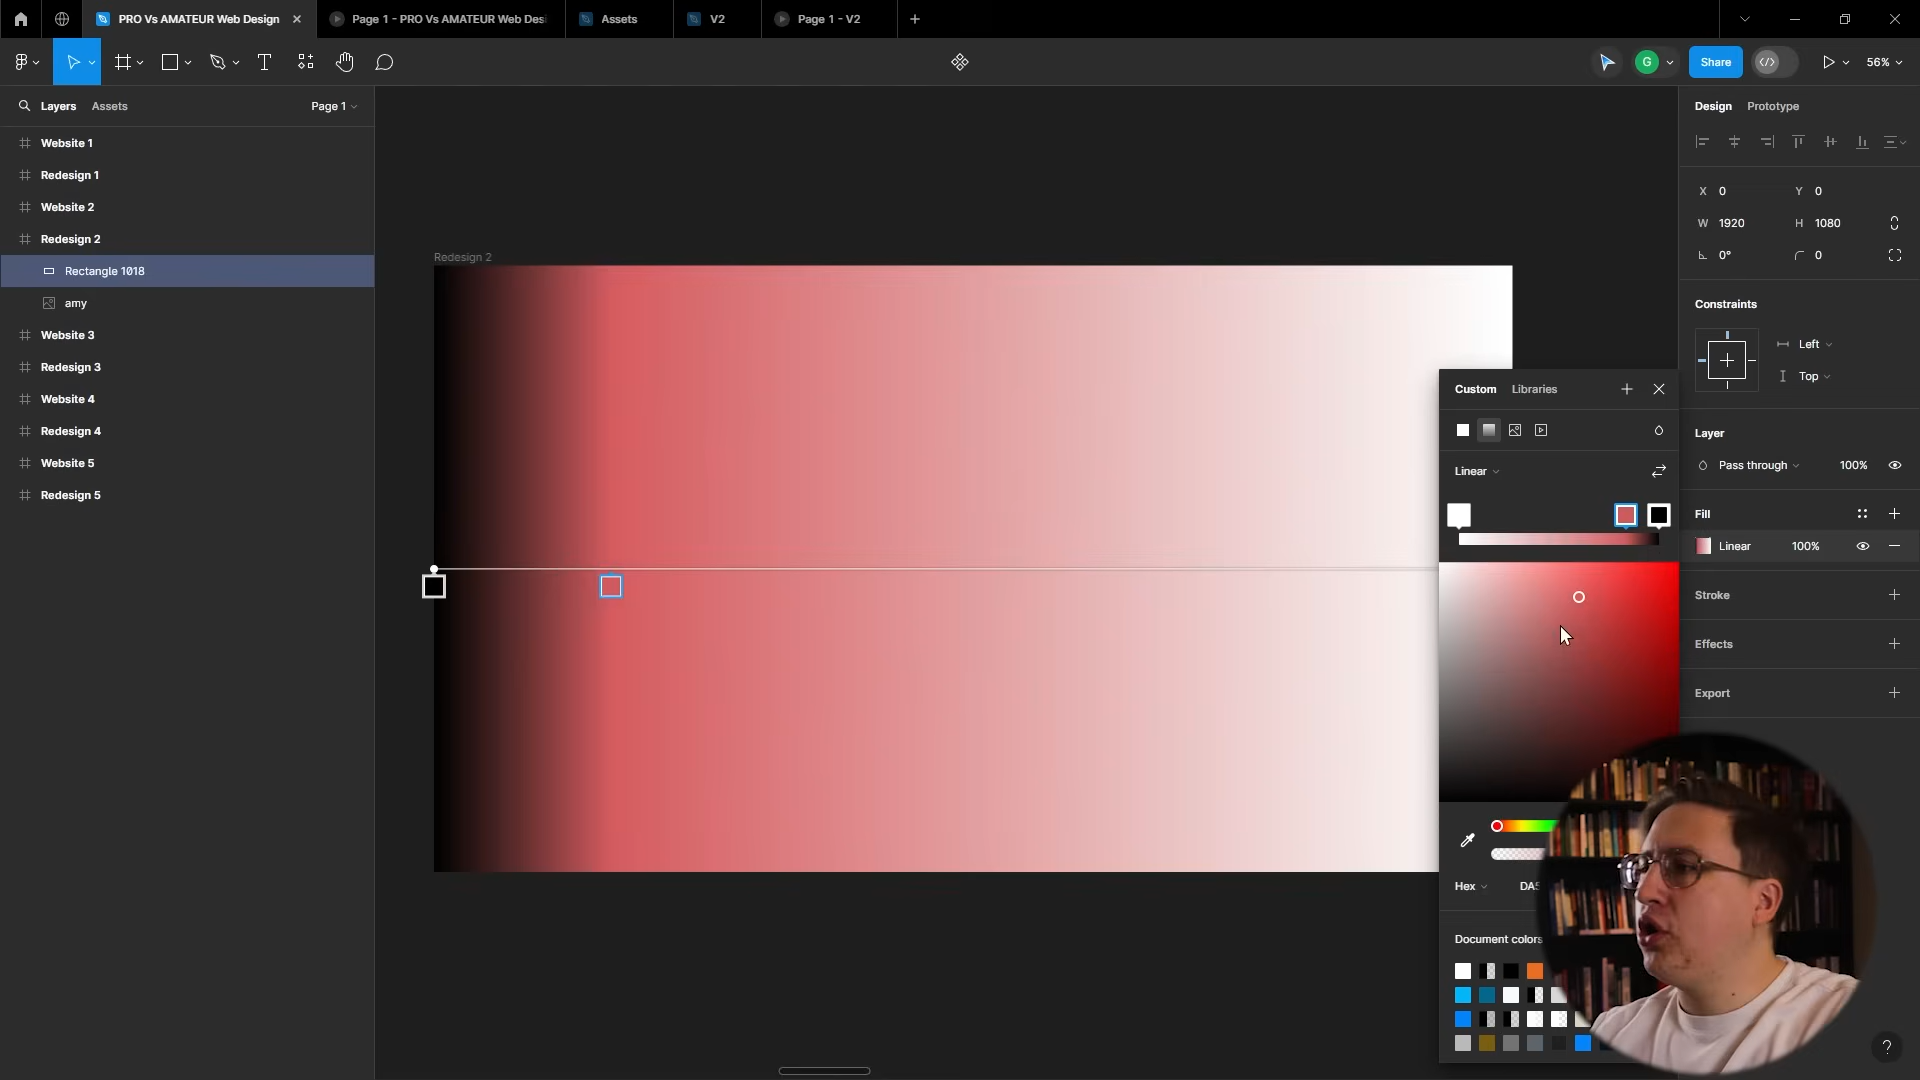 PRO Vs AMATEUR Web Design
Page 1 - PRO Vs AMATEUR Web Desi
Assets
V2
Page 1 - V2
G
Share
56%
Layers
Assets
Page 1
Website 1
Redesign 1
Website 2
Redesign 2
Rectangle 1018
amy
Website 3
Redesign 3
Website 4
Redesign 4
Website 5
Redesign 5
Redesign 2
Custom
Libraries
Linear
Hex
Document colors
Design
Prototype
X 0
Y 0
W 1920
H 1080
0°
0
Constraints
Left
Top
Layer
Pass through
100%
Fill
Linear
100%
Stroke
Effects
Export
?